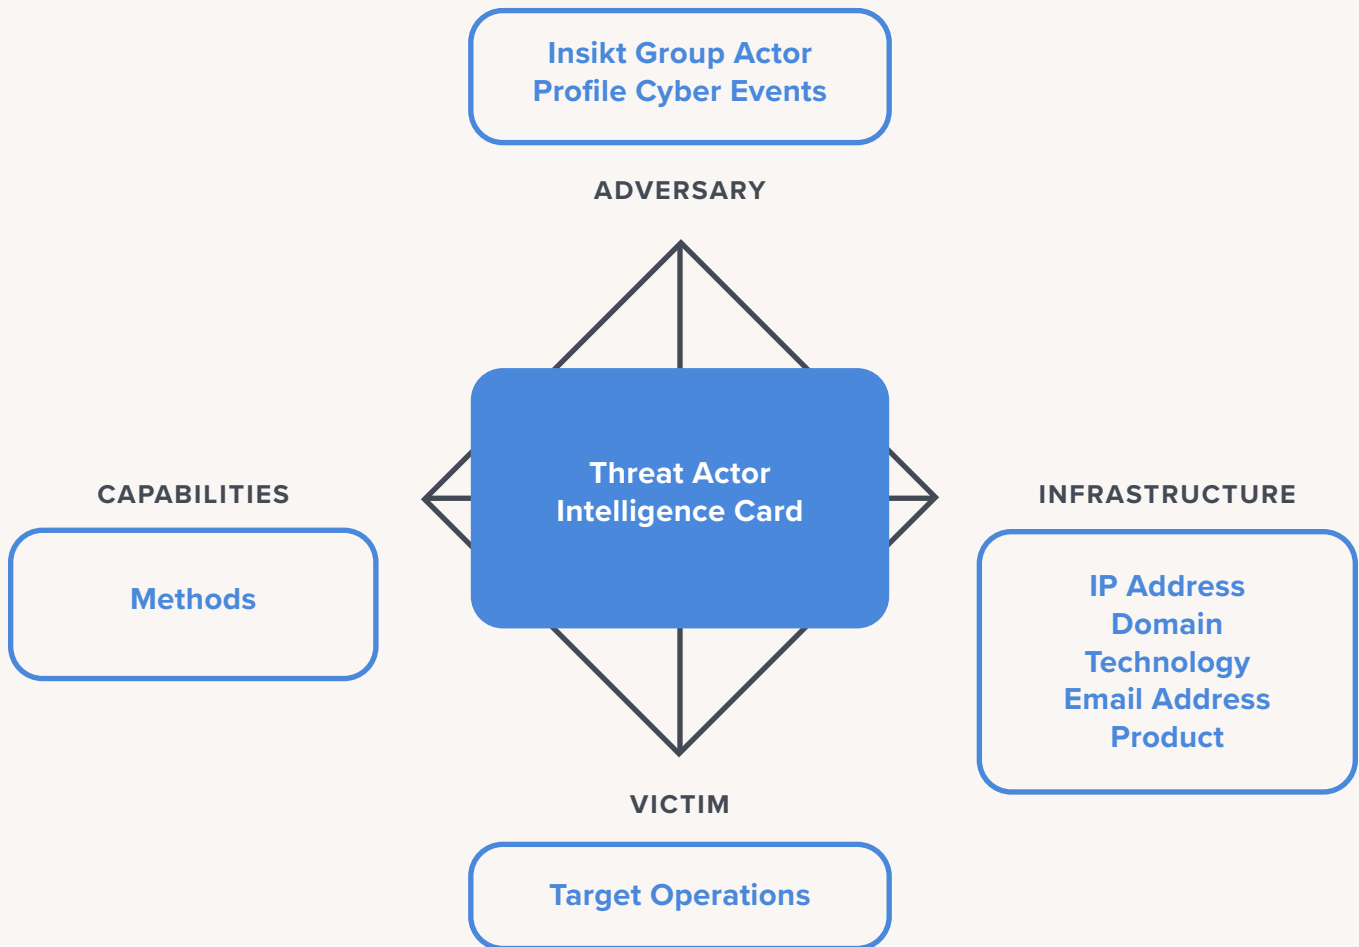 Insikt Group Actor
Profile Cyber Events
ADVERSARY
Threat Actor
Intelligence Card
CAPABILITIES
Methods
INFRASTRUCTURE
IP Address
Domain
Technology
Email Address
Product
VICTIM
Target Operations